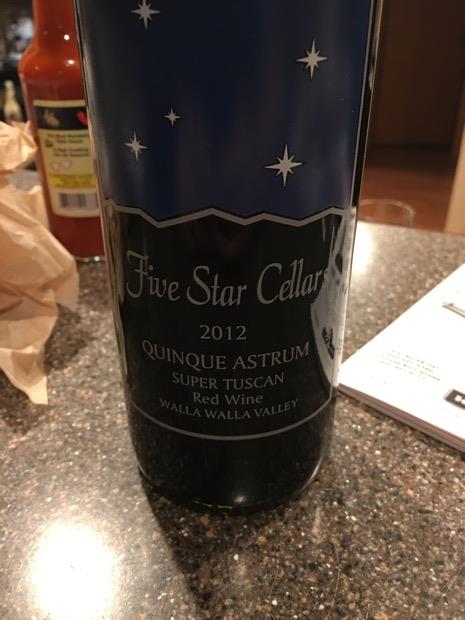 Five Star Cellars
2012
QUINQUE ASTRUM
SUPER TUSCAN
Red Wine
WALLA WALLA VALLEY